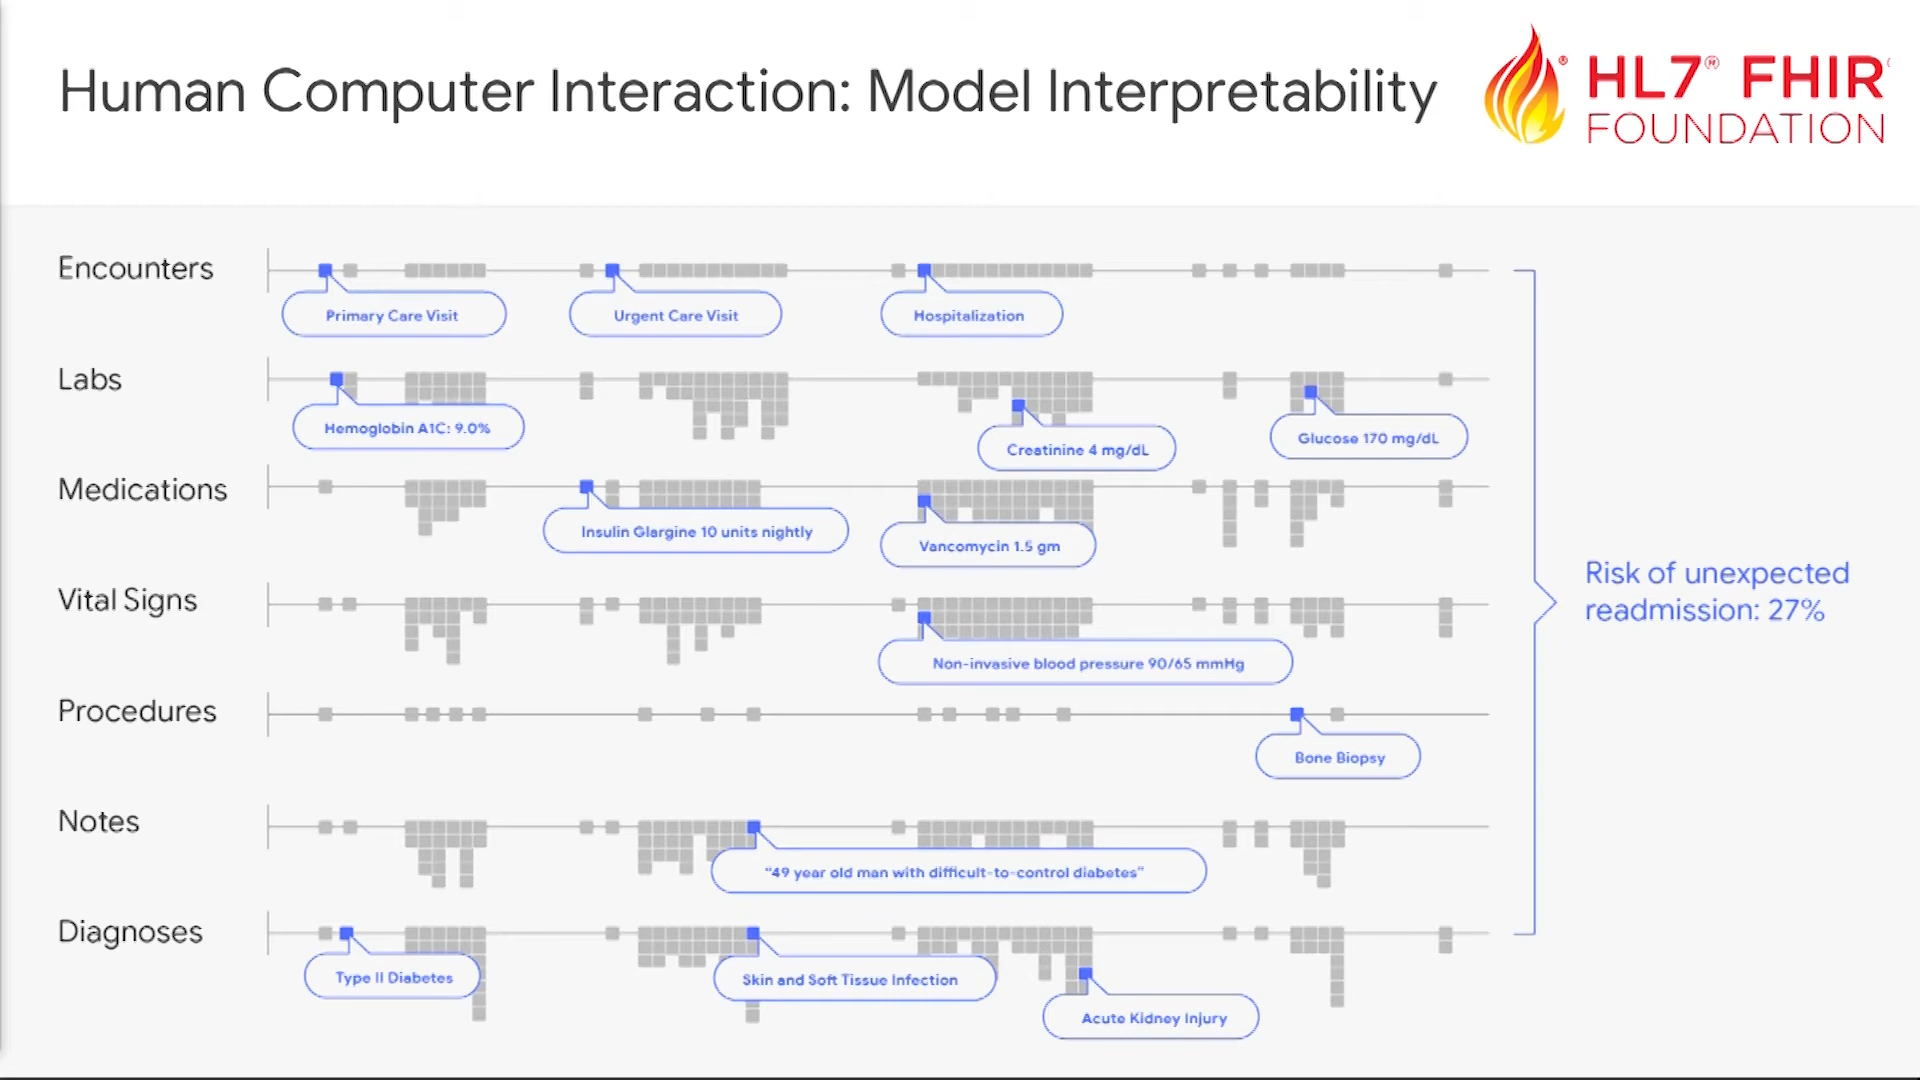 Human Computer Interaction: Model Interpretability
HL7® FHIR
FOUNDATION
Encounters
Primary Care Visit
Urgent Care Visit
Hospitalization
Labs
Hemoglobin A1C: 9.0%
Creatinine 4 mg/dL
Glucose 170 mg/dL
Medications
Insulin Glargine 10 units nightly
Vancomycin 1.5 gm
Vital Signs
Non-invasive blood pressure 90/65 mmHg
Procedures
Bone Biopsy
Notes
"49 year old man with difficult-to-control diabetes"
Diagnoses
Type II Diabetes
Skin and Soft Tissue Infection
Acute Kidney Injury
Risk of unexpected
readmission: 27%